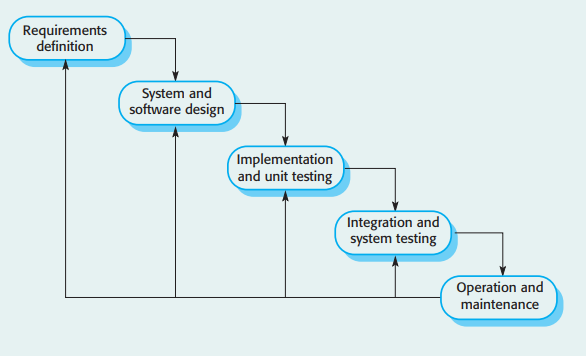 Requirements
definition
System and
software design
Implementation
and unit testing
Integration and
system testing
Operation and
maintenance